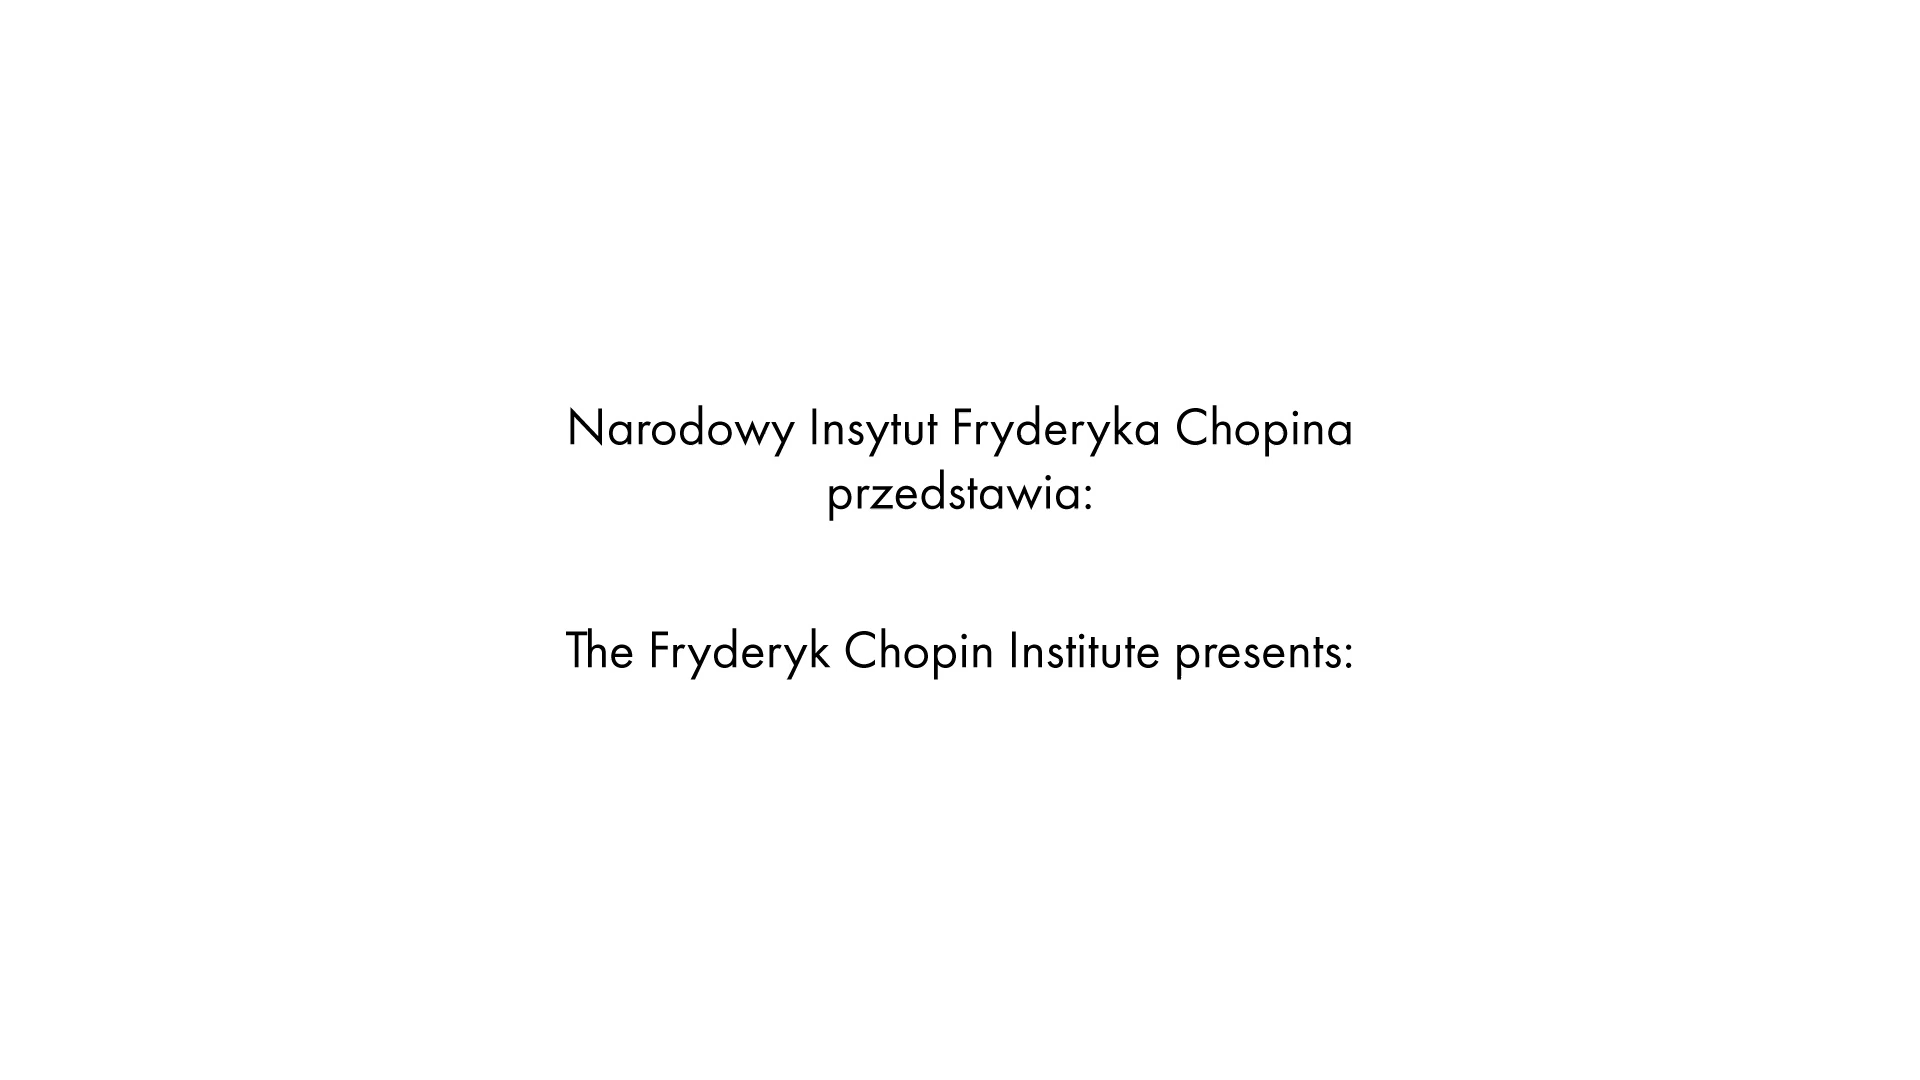 Narodowy Insytut Fryderyka Chopina
przedstawia:
The Fryderyk Chopin Institute presents: